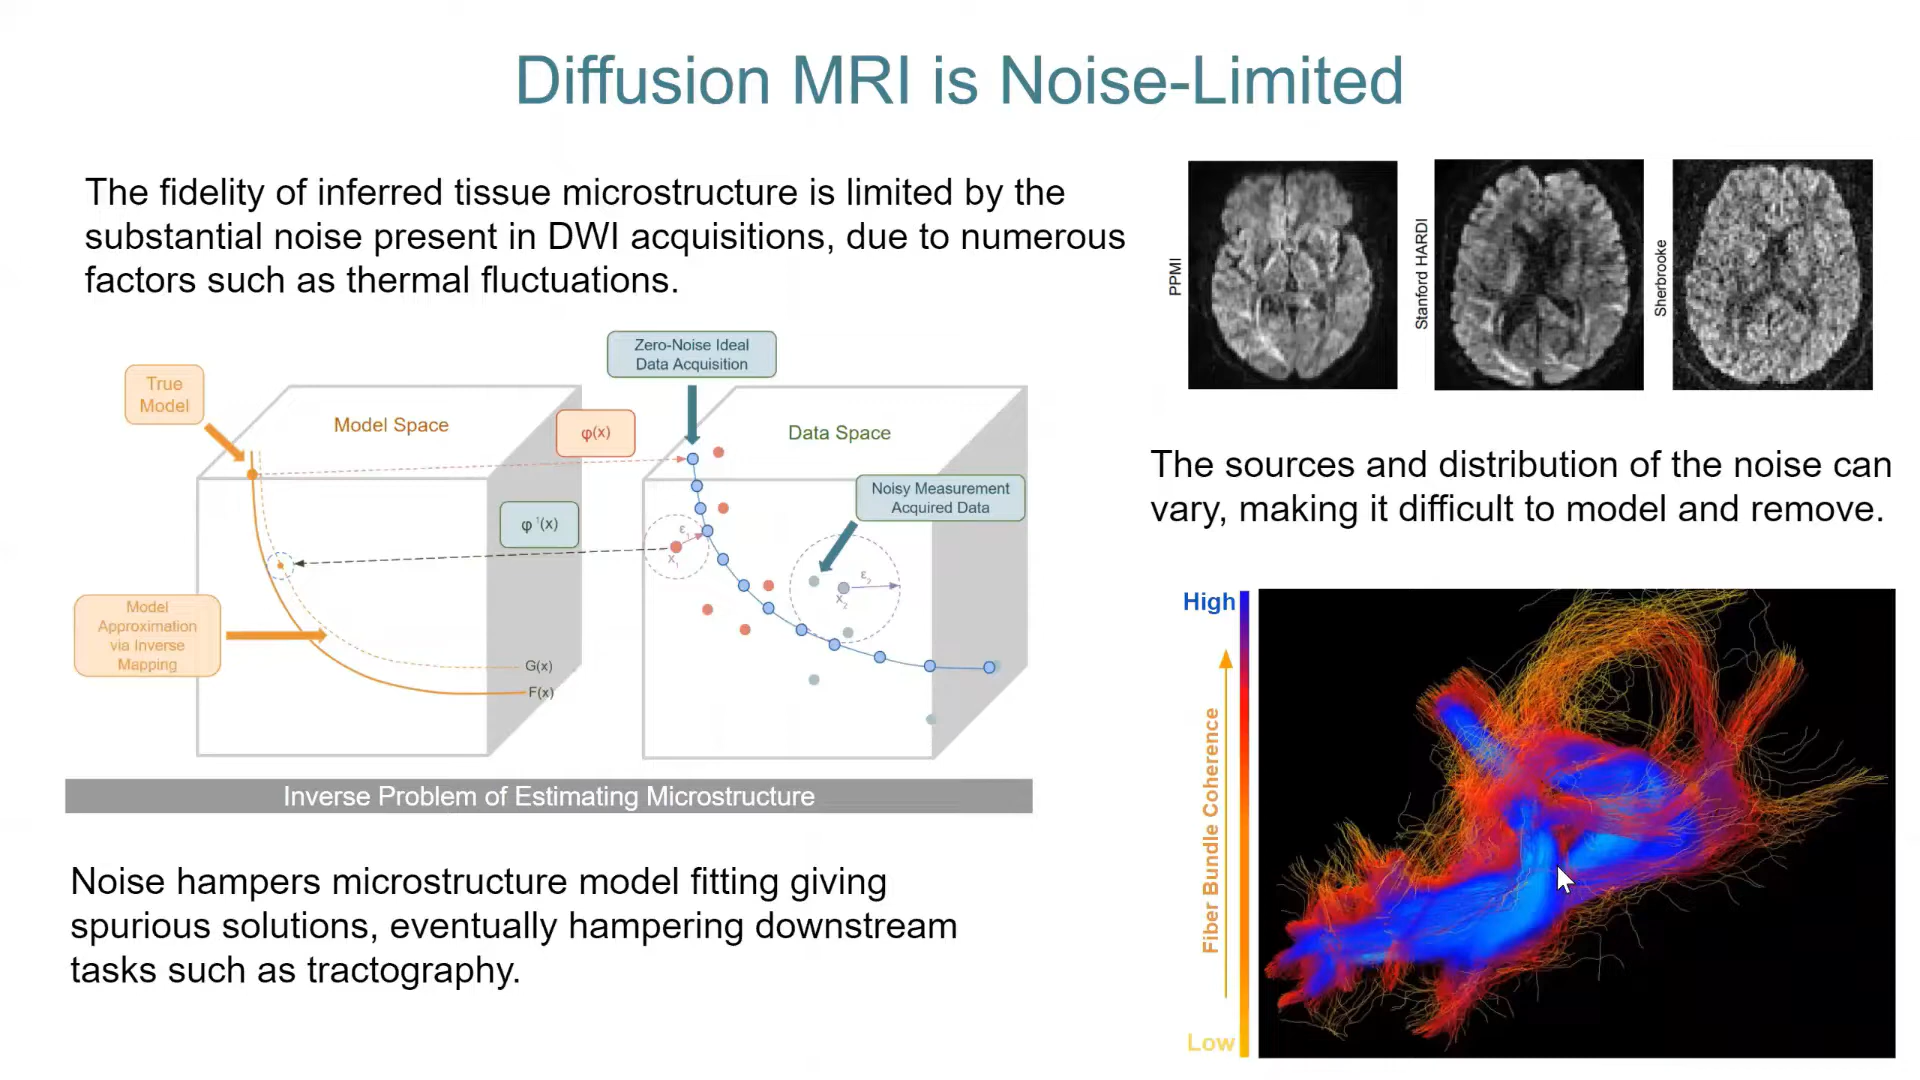 Diffusion MRI is Noise-Limited
The fidelity of inferred tissue microstructure is limited by the
substantial noise present in DWI acquisitions, due to numerous
factors such as thermal fluctuations.
PPMI
Stanford HARDI
Sherbrooke
Zero-Noise Ideal
Data Acquisition
True
Model
Model Space
φ(x)
Data Space
Noisy Measurement
Acquired Data
φ⁻¹(x)
ε₁
x₁
ε₂
x₂
Model
Approximation
via Inverse
Mapping
G(x)
F(x)
Inverse Problem of Estimating Microstructure
The sources and distribution of the noise can
vary, making it difficult to model and remove.
High
Fiber Bundle Coherence
Low
Noise hampers microstructure model fitting giving
spurious solutions, eventually hampering downstream
tasks such as tractography.